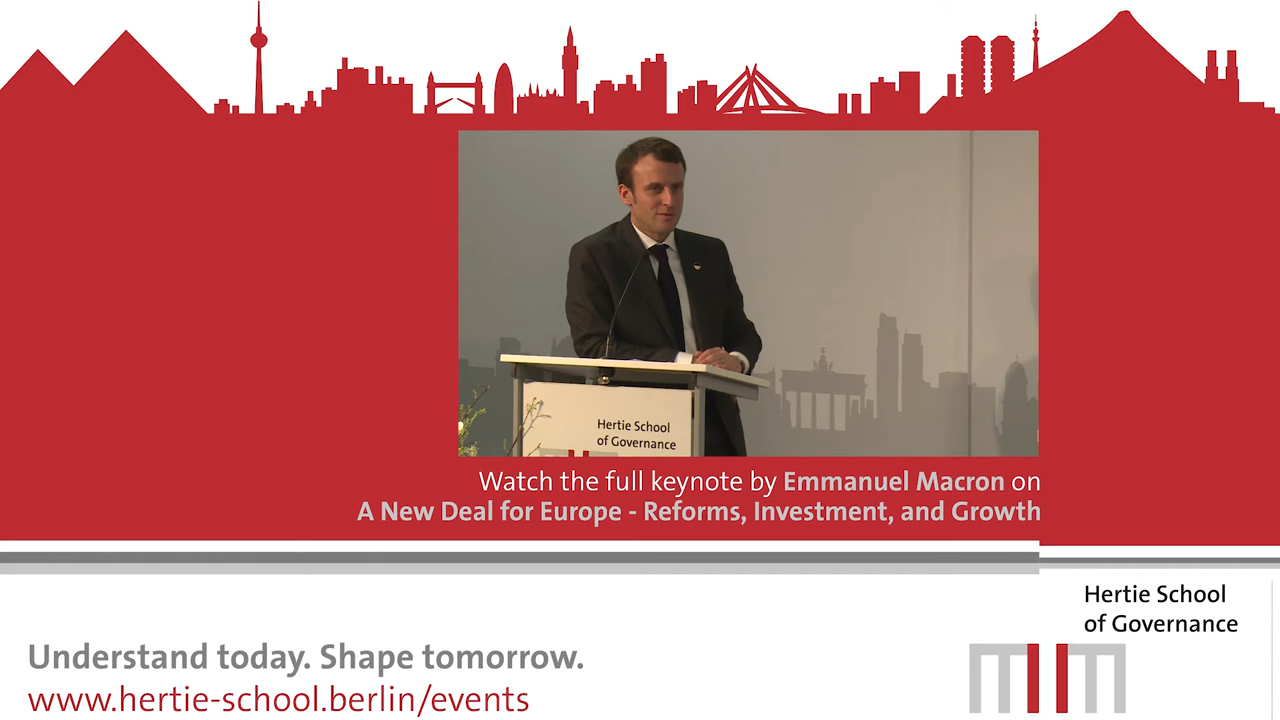 Hertie School
of Governance
Watch the full keynote by Emmanuel Macron on
A New Deal for Europe - Reforms, Investment, and Growth
Hertie School
of Governance
Understand today. Shape tomorrow.
www.hertie-school.berlin/events